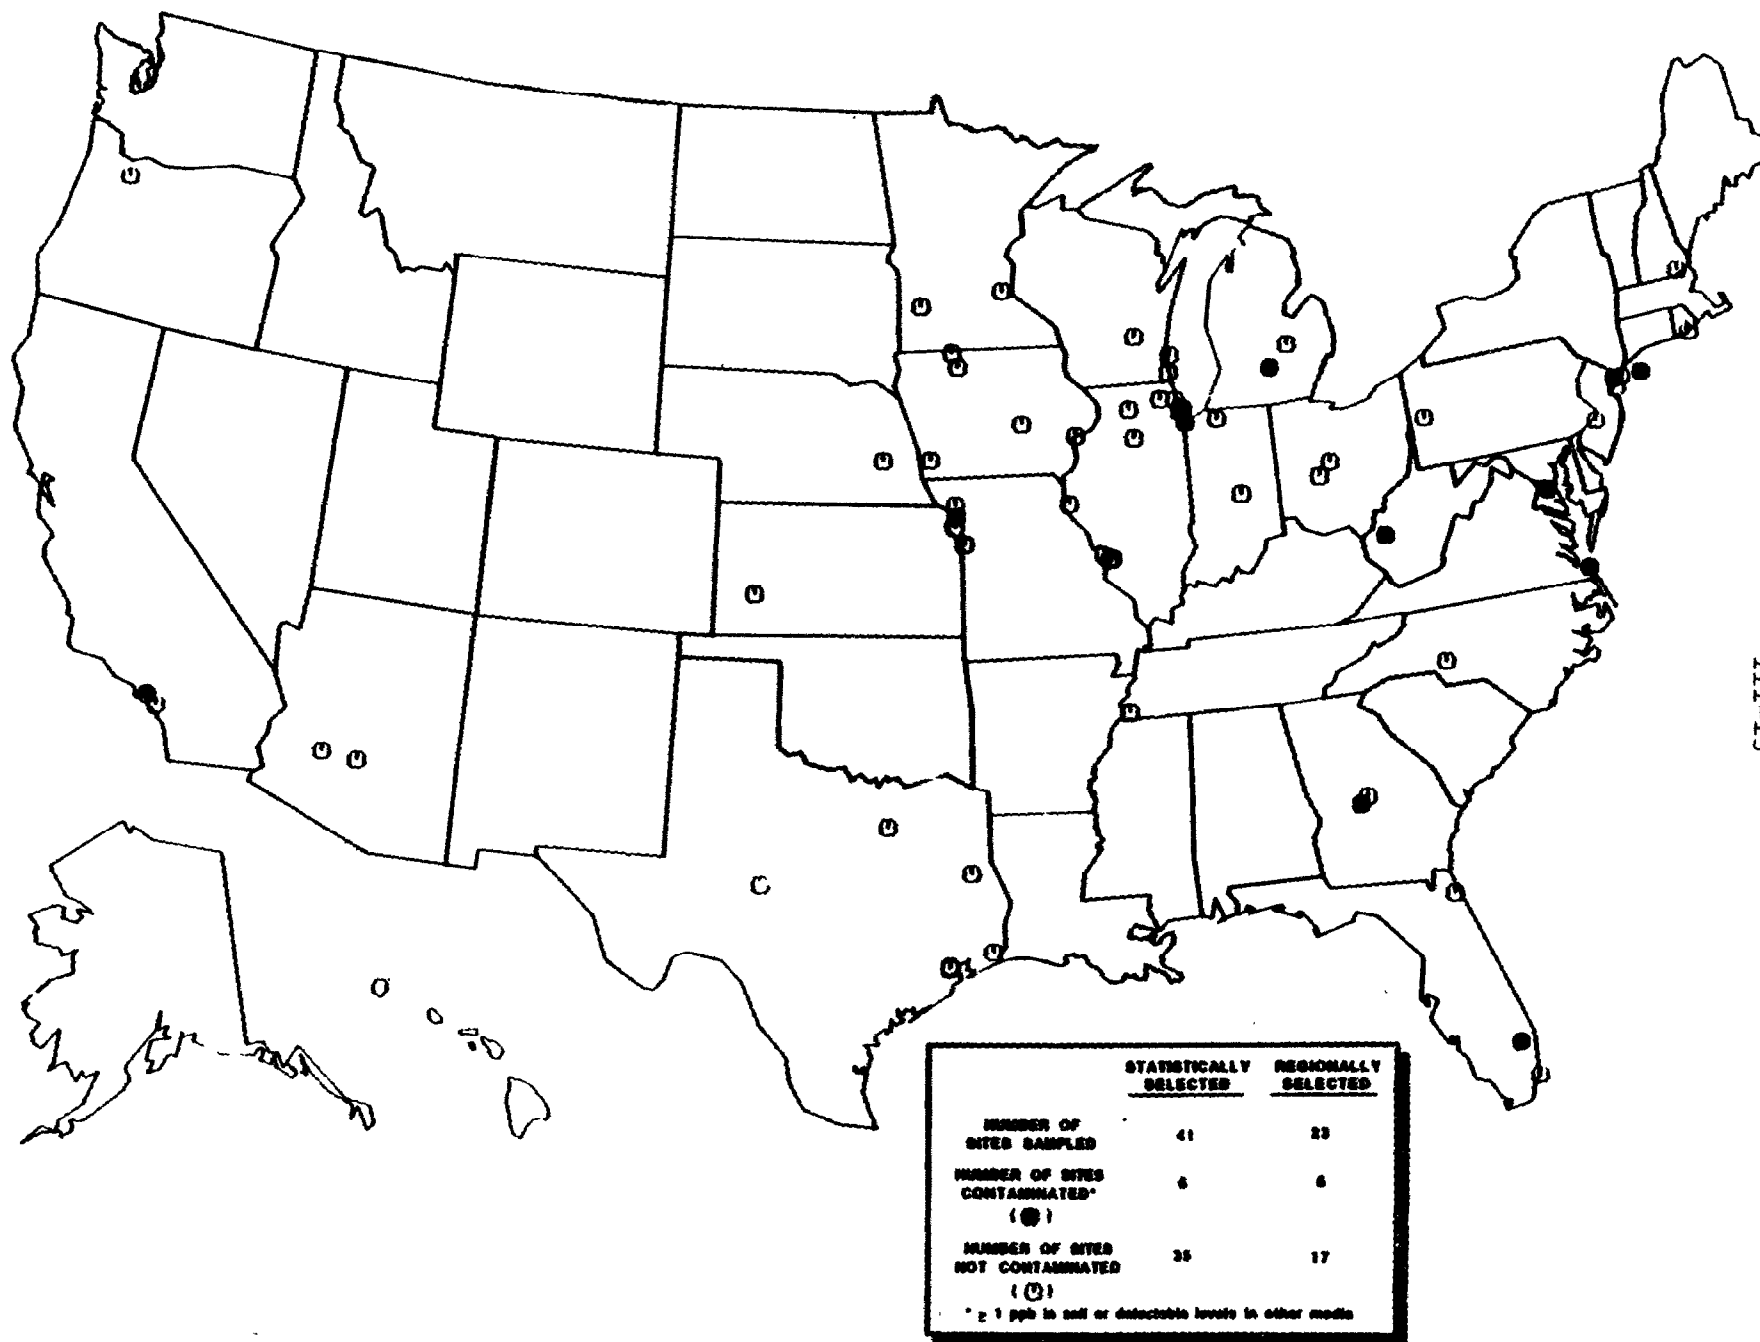 STATISTICALLY SELECTED
REGIONALLY SELECTED
NUMBER OF SITES SAMPLED
41
23
NUMBER OF SITES CONTAMINATED*
6
6
( )
NUMBER OF SITES NOT CONTAMINATED
35
17
( )
* ≥ 1 ppb in soil or detectable levels in other media